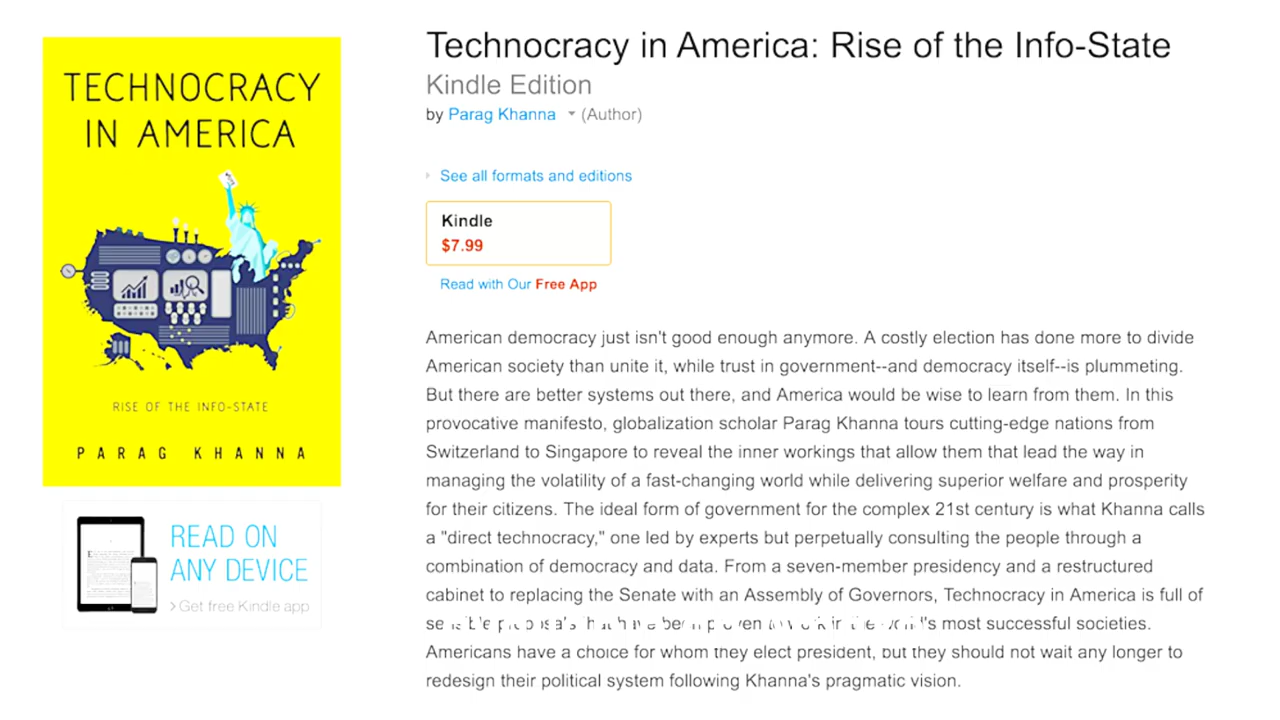 TECHNOCRACY
IN AMERICA
RISE OF THE INFO-STATE
PARAG KHANNA
READ ON
ANY DEVICE
› Get free Kindle app
Technocracy in America: Rise of the Info-State
Kindle Edition
by Parag Khanna (Author)
See all formats and editions
Kindle
$7.99
Read with Our Free App
American democracy just isn't good enough anymore. A costly election has done more to divide
American society than unite it, while trust in government--and democracy itself--is plummeting.
But there are better systems out there, and America would be wise to learn from them. In this
provocative manifesto, globalization scholar Parag Khanna tours cutting-edge nations from
Switzerland to Singapore to reveal the inner workings that allow them that lead the way in
managing the volatility of a fast-changing world while delivering superior welfare and prosperity
for their citizens. The ideal form of government for the complex 21st century is what Khanna calls
a "direct technocracy," one led by experts but perpetually consulting the people through a
combination of democracy and data. From a seven-member presidency and a restructured
cabinet to replacing the Senate with an Assembly of Governors, Technocracy in America is full of
sensible proposals that have been proven to work in the world's most successful societies.
Americans have a choice for whom they elect president, but they should not wait any longer to
redesign their political system following Khanna's pragmatic vision.